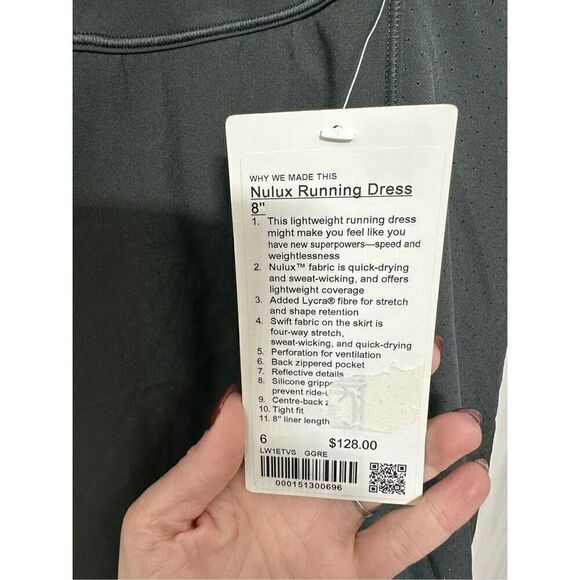 WHY WE MADE THIS
Nulux Running Dress
8"
1. This lightweight running dress
might make you feel like you
have new superpowers—speed and
weightlessness
2. Nulux™ fabric is quick-drying
and sweat-wicking, and offers
lightweight coverage
3. Added Lycra® fibre for stretch
and shape retention
4. Swift fabric on the skirt is
four-way stretch,
sweat-wicking, and quick-drying
5. Perforation for ventilation
6. Back zippered pocket
7. Reflective details
8. Silicone
prevent
9. Centre-back
10. Tight fit
11. 8" liner length
6 $128.00
LW1ETVS GGRE
000151300696